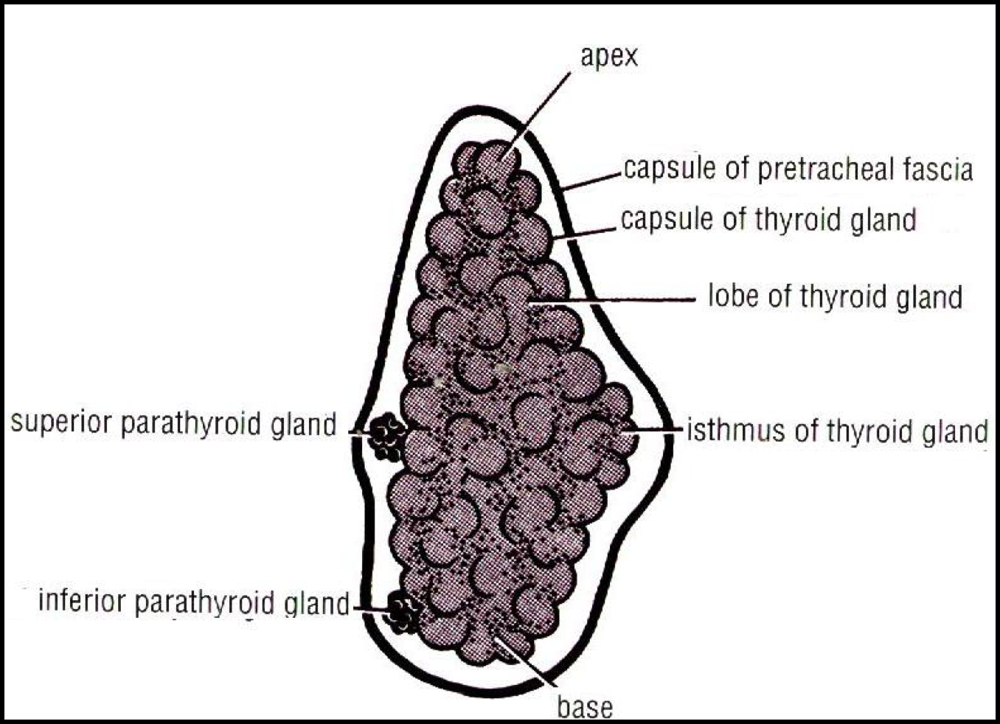 apex
capsule of pretracheal fascia
capsule of thyroid gland
lobe of thyroid gland
superior parathyroid gland
isthmus of thyroid gland
inferior parathyroid gland
base